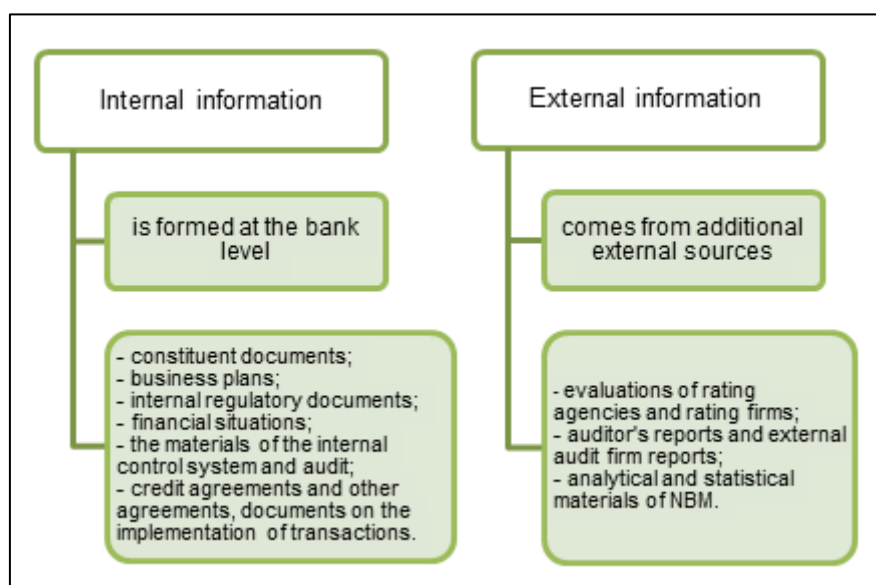 Internal information
is formed at the bank
level
- constituent documents;
- business plans;
- internal regulatory documents;
- financial situations;
- the materials of the internal
control system and audit;
- credit agreements and other
agreements, documents on the
implementation of transactions.
External information
comes from additional
external sources
- evaluations of rating
agencies and rating firms;
- auditor's reports and external
audit firm reports;
- analytical and statistical
materials of NBM.